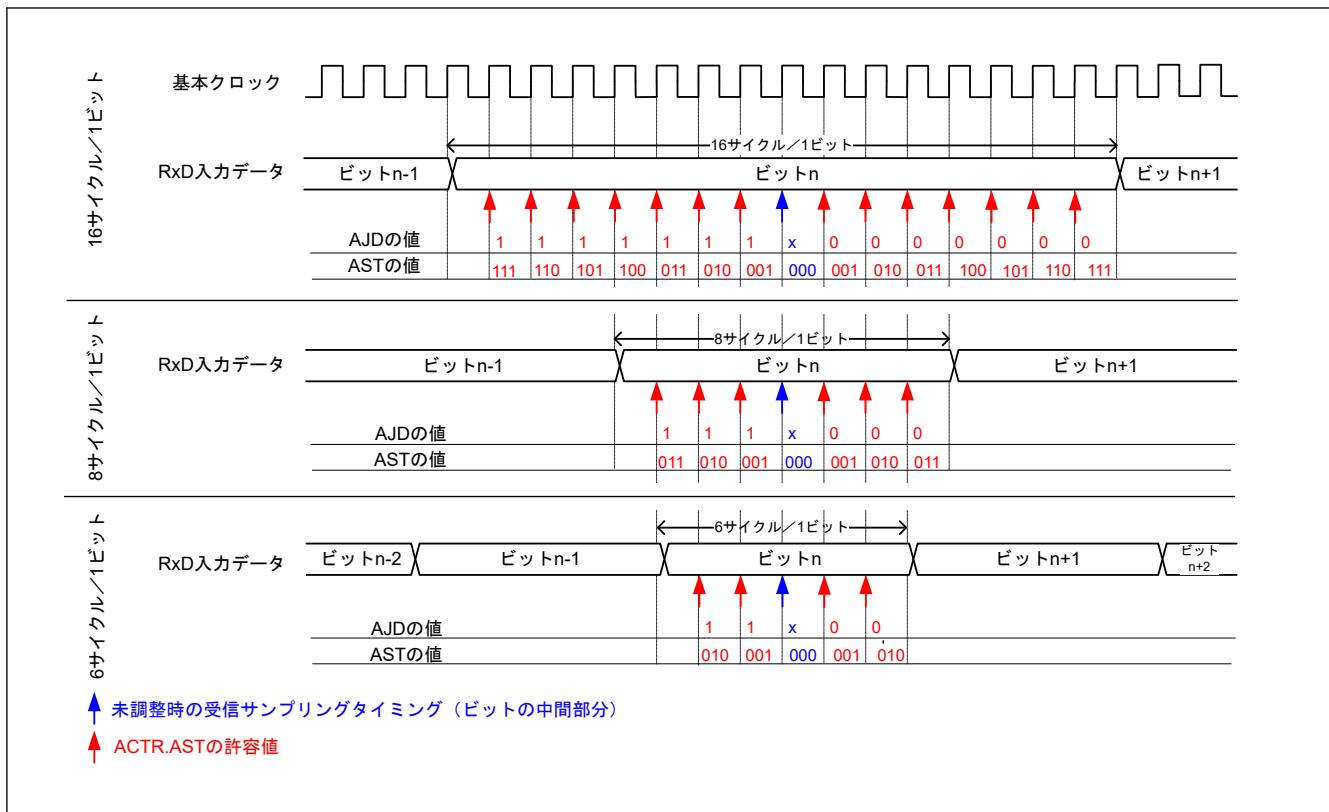 16サイクル/1ビット
基本クロック
16サイクル/1ビット
RxD入力データ
ビットn-1
ビットn
ビットn+1
AJDの値
1 1 1 1 1 1 1 x 0 0 0 0 0 0 0
ASTの値
111 110 101 100 011 010 001 000 001 010 011 100 101 110 111
8サイクル/1ビット
8サイクル/1ビット
RxD入力データ
ビットn-1
ビットn
ビットn+1
AJDの値
1 1 1 x 0 0 0
ASTの値
011 010 001 000 001 010 011
6サイクル/1ビット
6サイクル/1ビット
RxD入力データ
ビットn-2
ビットn-1
ビットn
ビットn+1
ビット
n+2
AJDの値
1 1 x 0 0
ASTの値
010 001 000 001 010
未調整時の受信サンプリングタイミング（ビットの中間部分）
ACTR.ASTの許容値